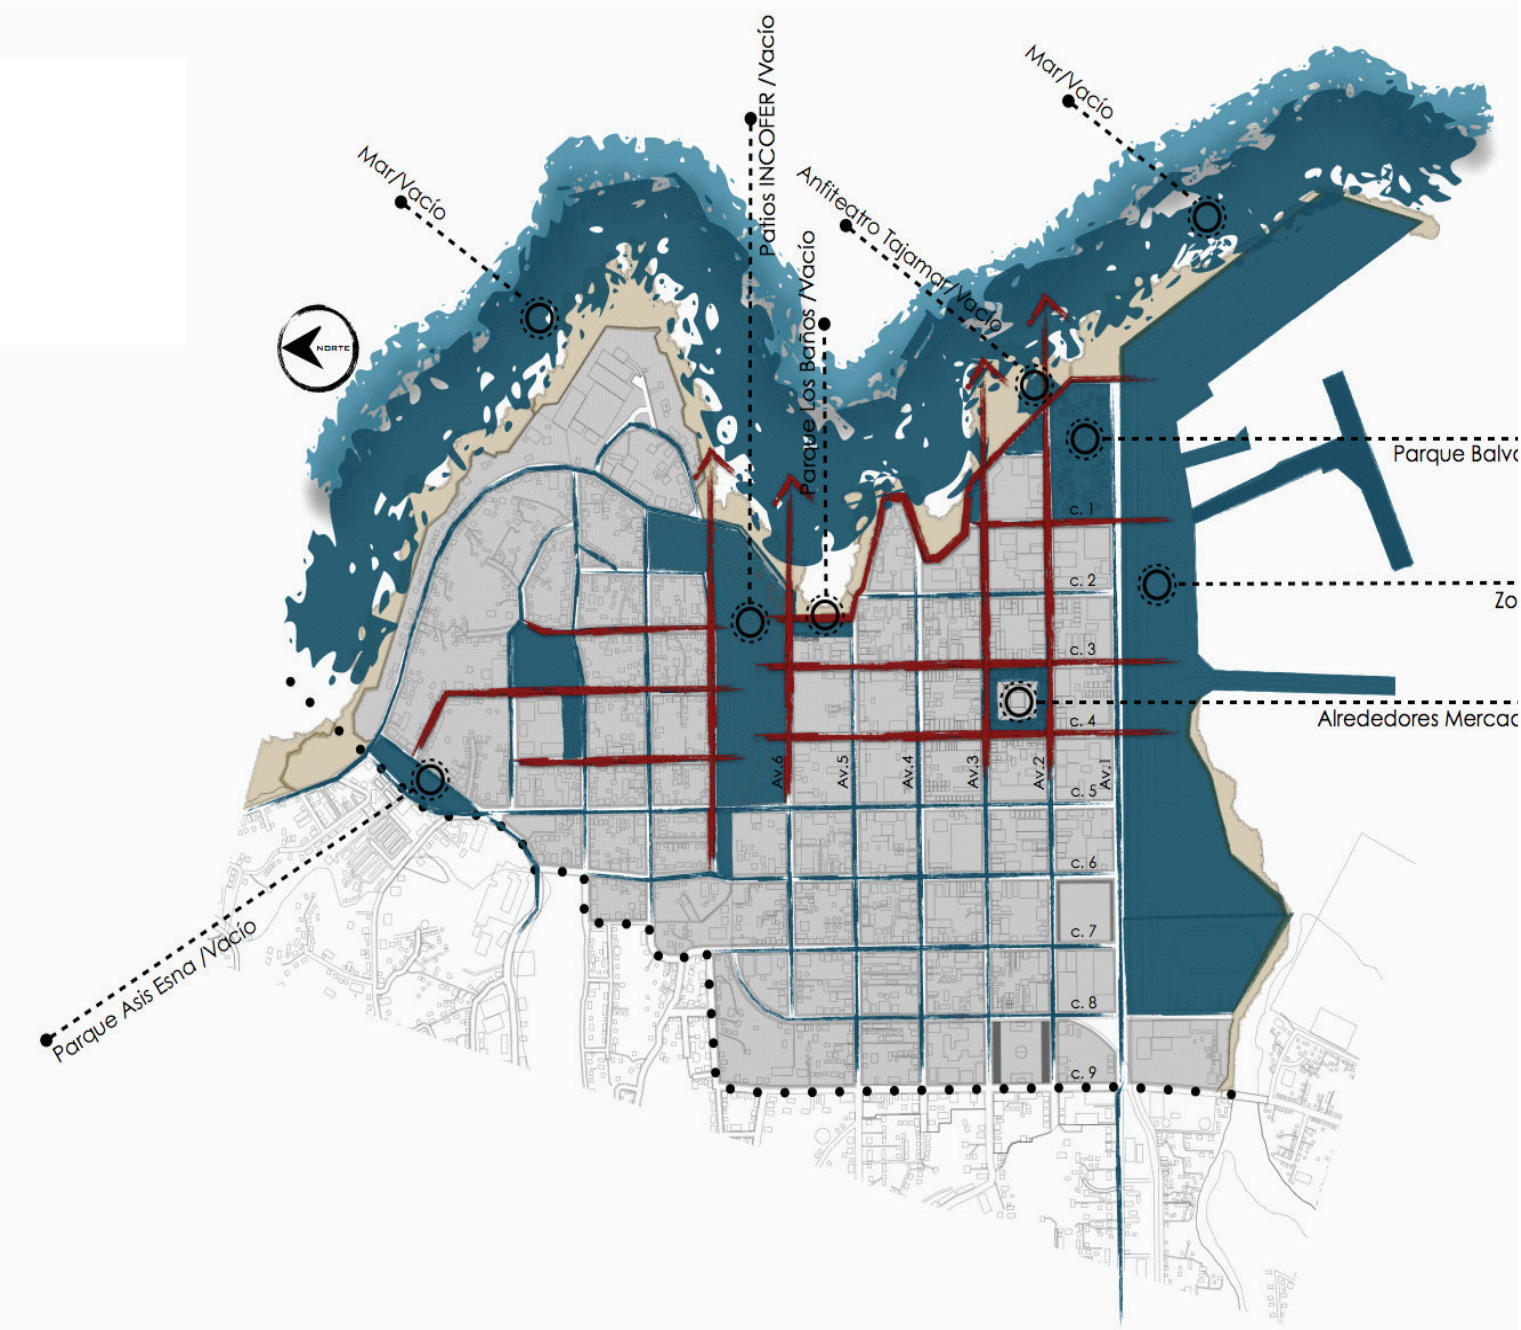 Patios INCOFER /Vacío
Mar/Vacío
Mar/Vacío
Anfiteatro Tajamar/Vacío
Parque Los Baños /Vacío
NORTE
Parque Balva
c. 1
c. 2
Zo
c. 3
c. 4
Alrededores Mercad
Av.6
Av.5
Av.4
Av.3
Av.2
Av.1
c. 5
c. 6
c. 7
Parque Asis Esna /Vacío
c. 8
c. 9